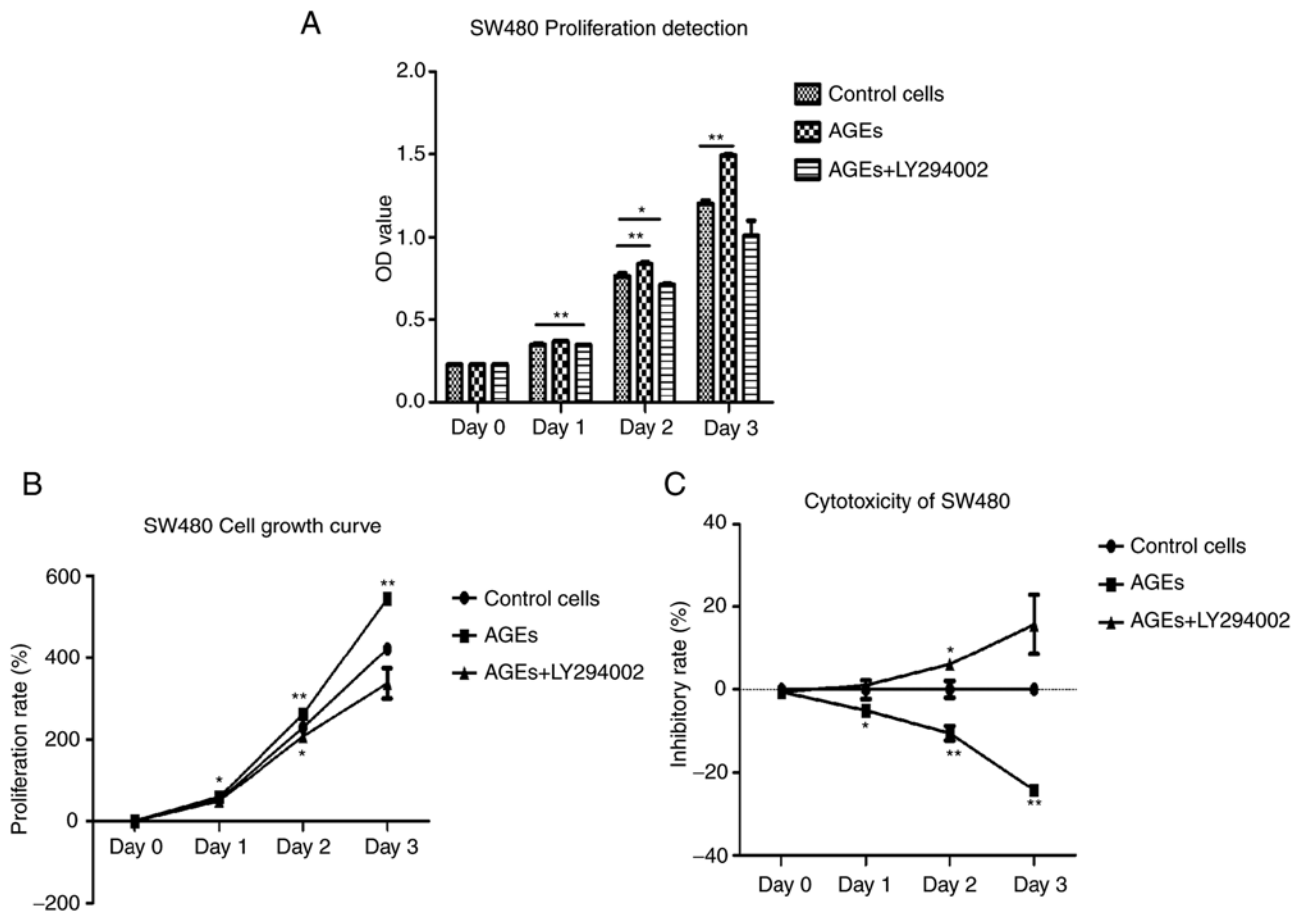 A
SW480 Proliferation detection
2.0
1.5
1.0
0.5
0.0
OD value
**
*
**
**
Day 0 Day 1 Day 2 Day 3
Control cells
AGEs
AGEs+LY294002
B
SW480 Cell growth curve
600
400
200
0
–200
Proliferation rate (%)
**
**
*
*
Day 0 Day 1 Day 2 Day 3
Control cells
AGEs
AGEs+LY294002
C
Cytotoxicity of SW480
40
20
0
–20
–40
Inhibitory rate (%)
*
*
**
**
Day 0 Day 1 Day 2 Day 3
Control cells
AGEs
AGEs+LY294002